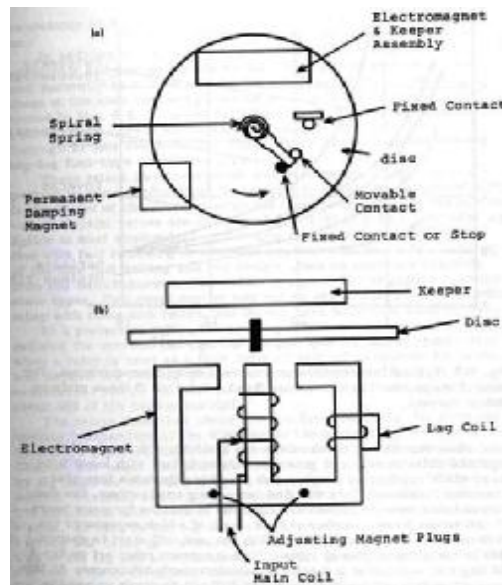 (a)
Electromagnet
& Keeper
Assembly
Fixed Contact
Spiral
Spring
disc
Movable
Contact
Permanent
Damping
Magnet
Fixed Contact or Stop
Keeper
(b)
Disc
Lag Coil
Electromagnet
Adjusting Magnet Plugs
Input
Main Coil